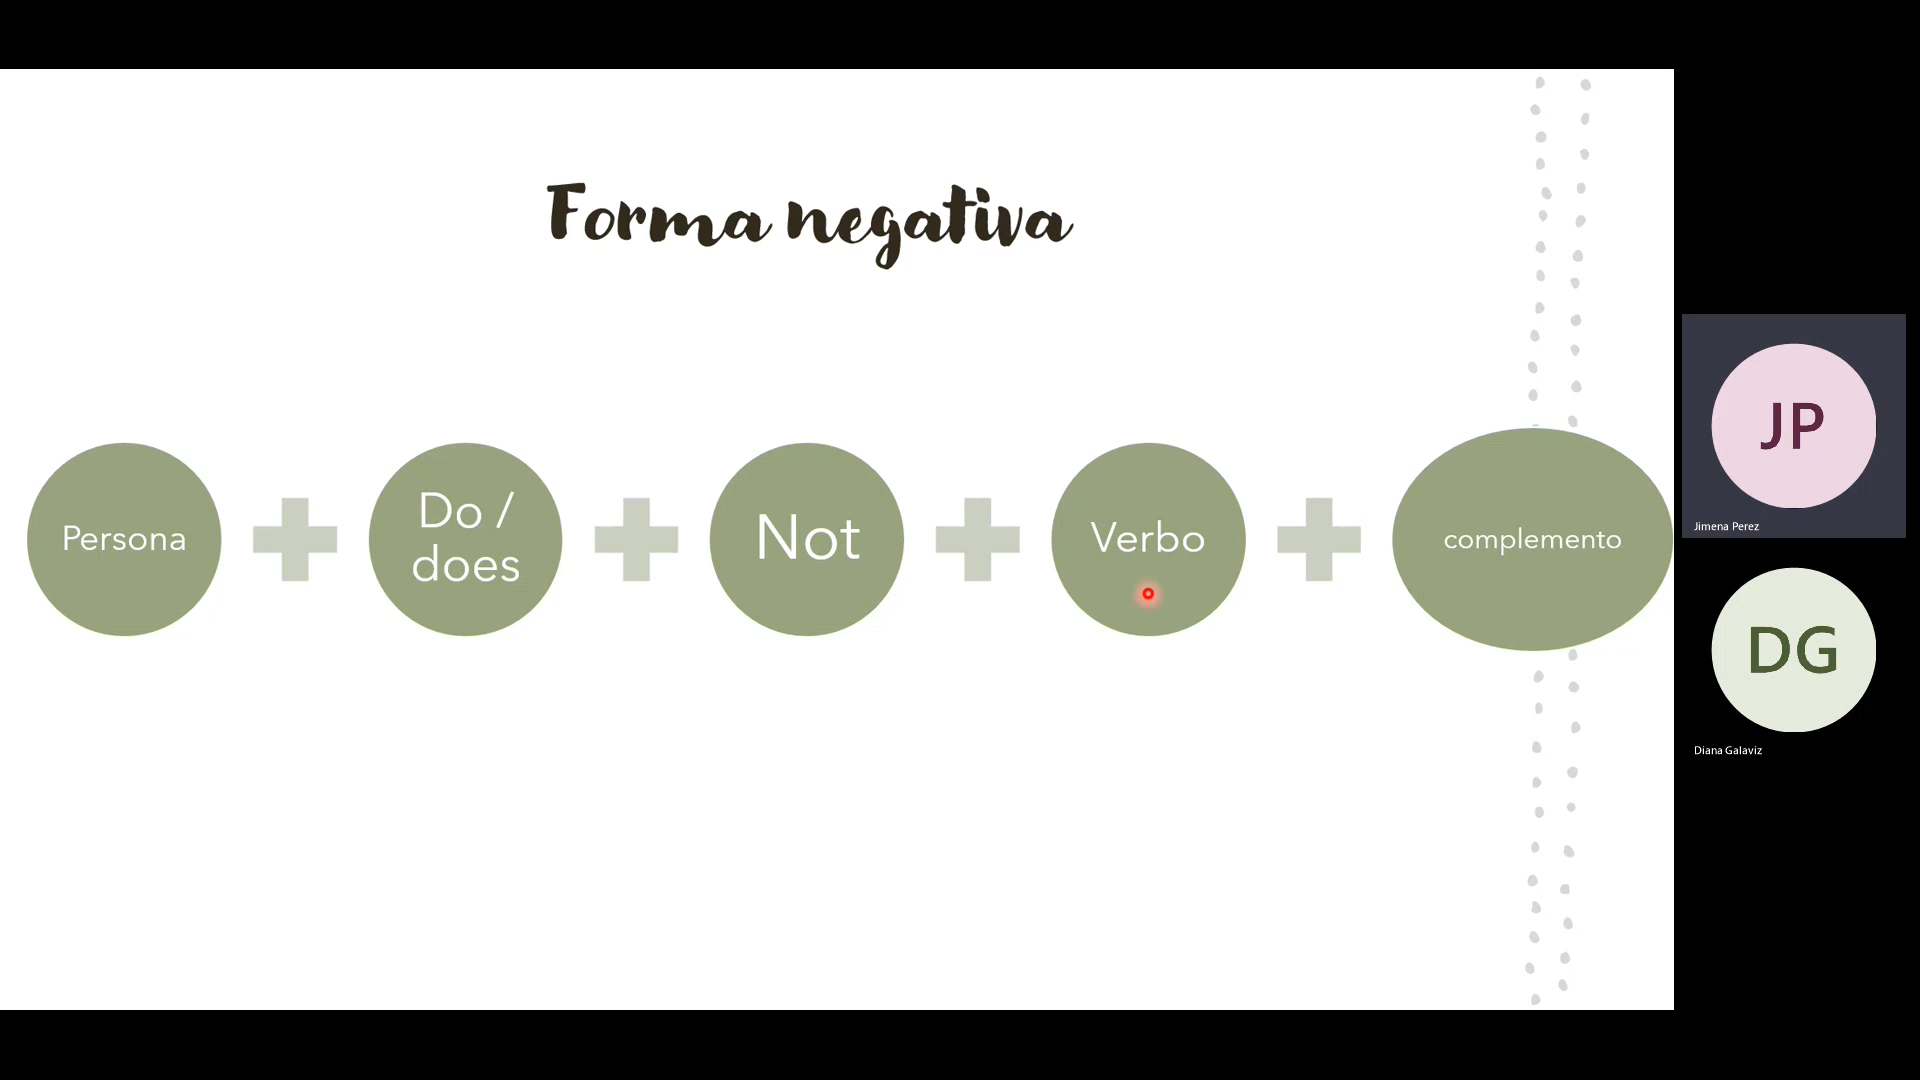 Forma negativa
Persona
Do /
does
Not
Verbo
complemento
JP
Jimena Perez
DG
Diana Galaviz